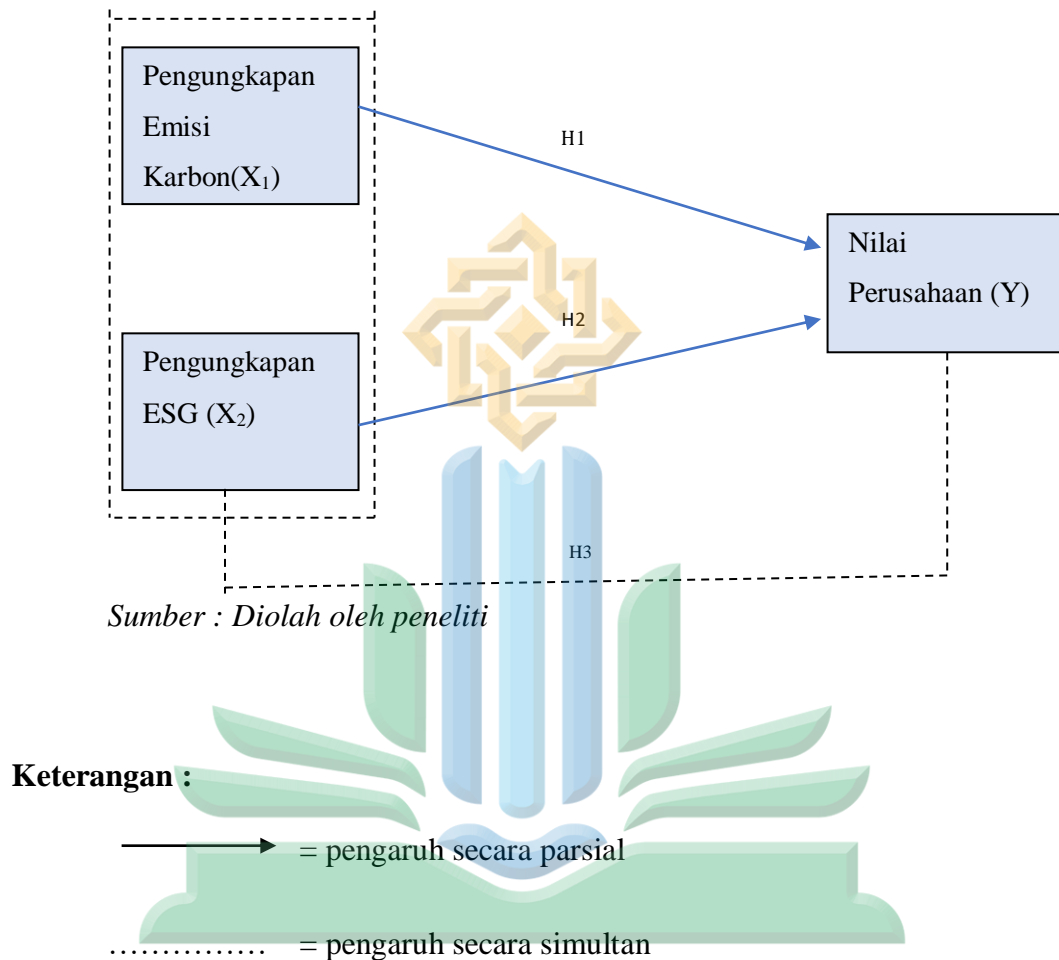 Pengungkapan
Emisi
Karbon(X₁)
H1
Nilai
Perusahaan (Y)
H2
Pengungkapan
ESG (X₂)
H3
Sumber : Diolah oleh peneliti
Keterangan :
= pengaruh secara parsial
…………… = pengaruh secara simultan